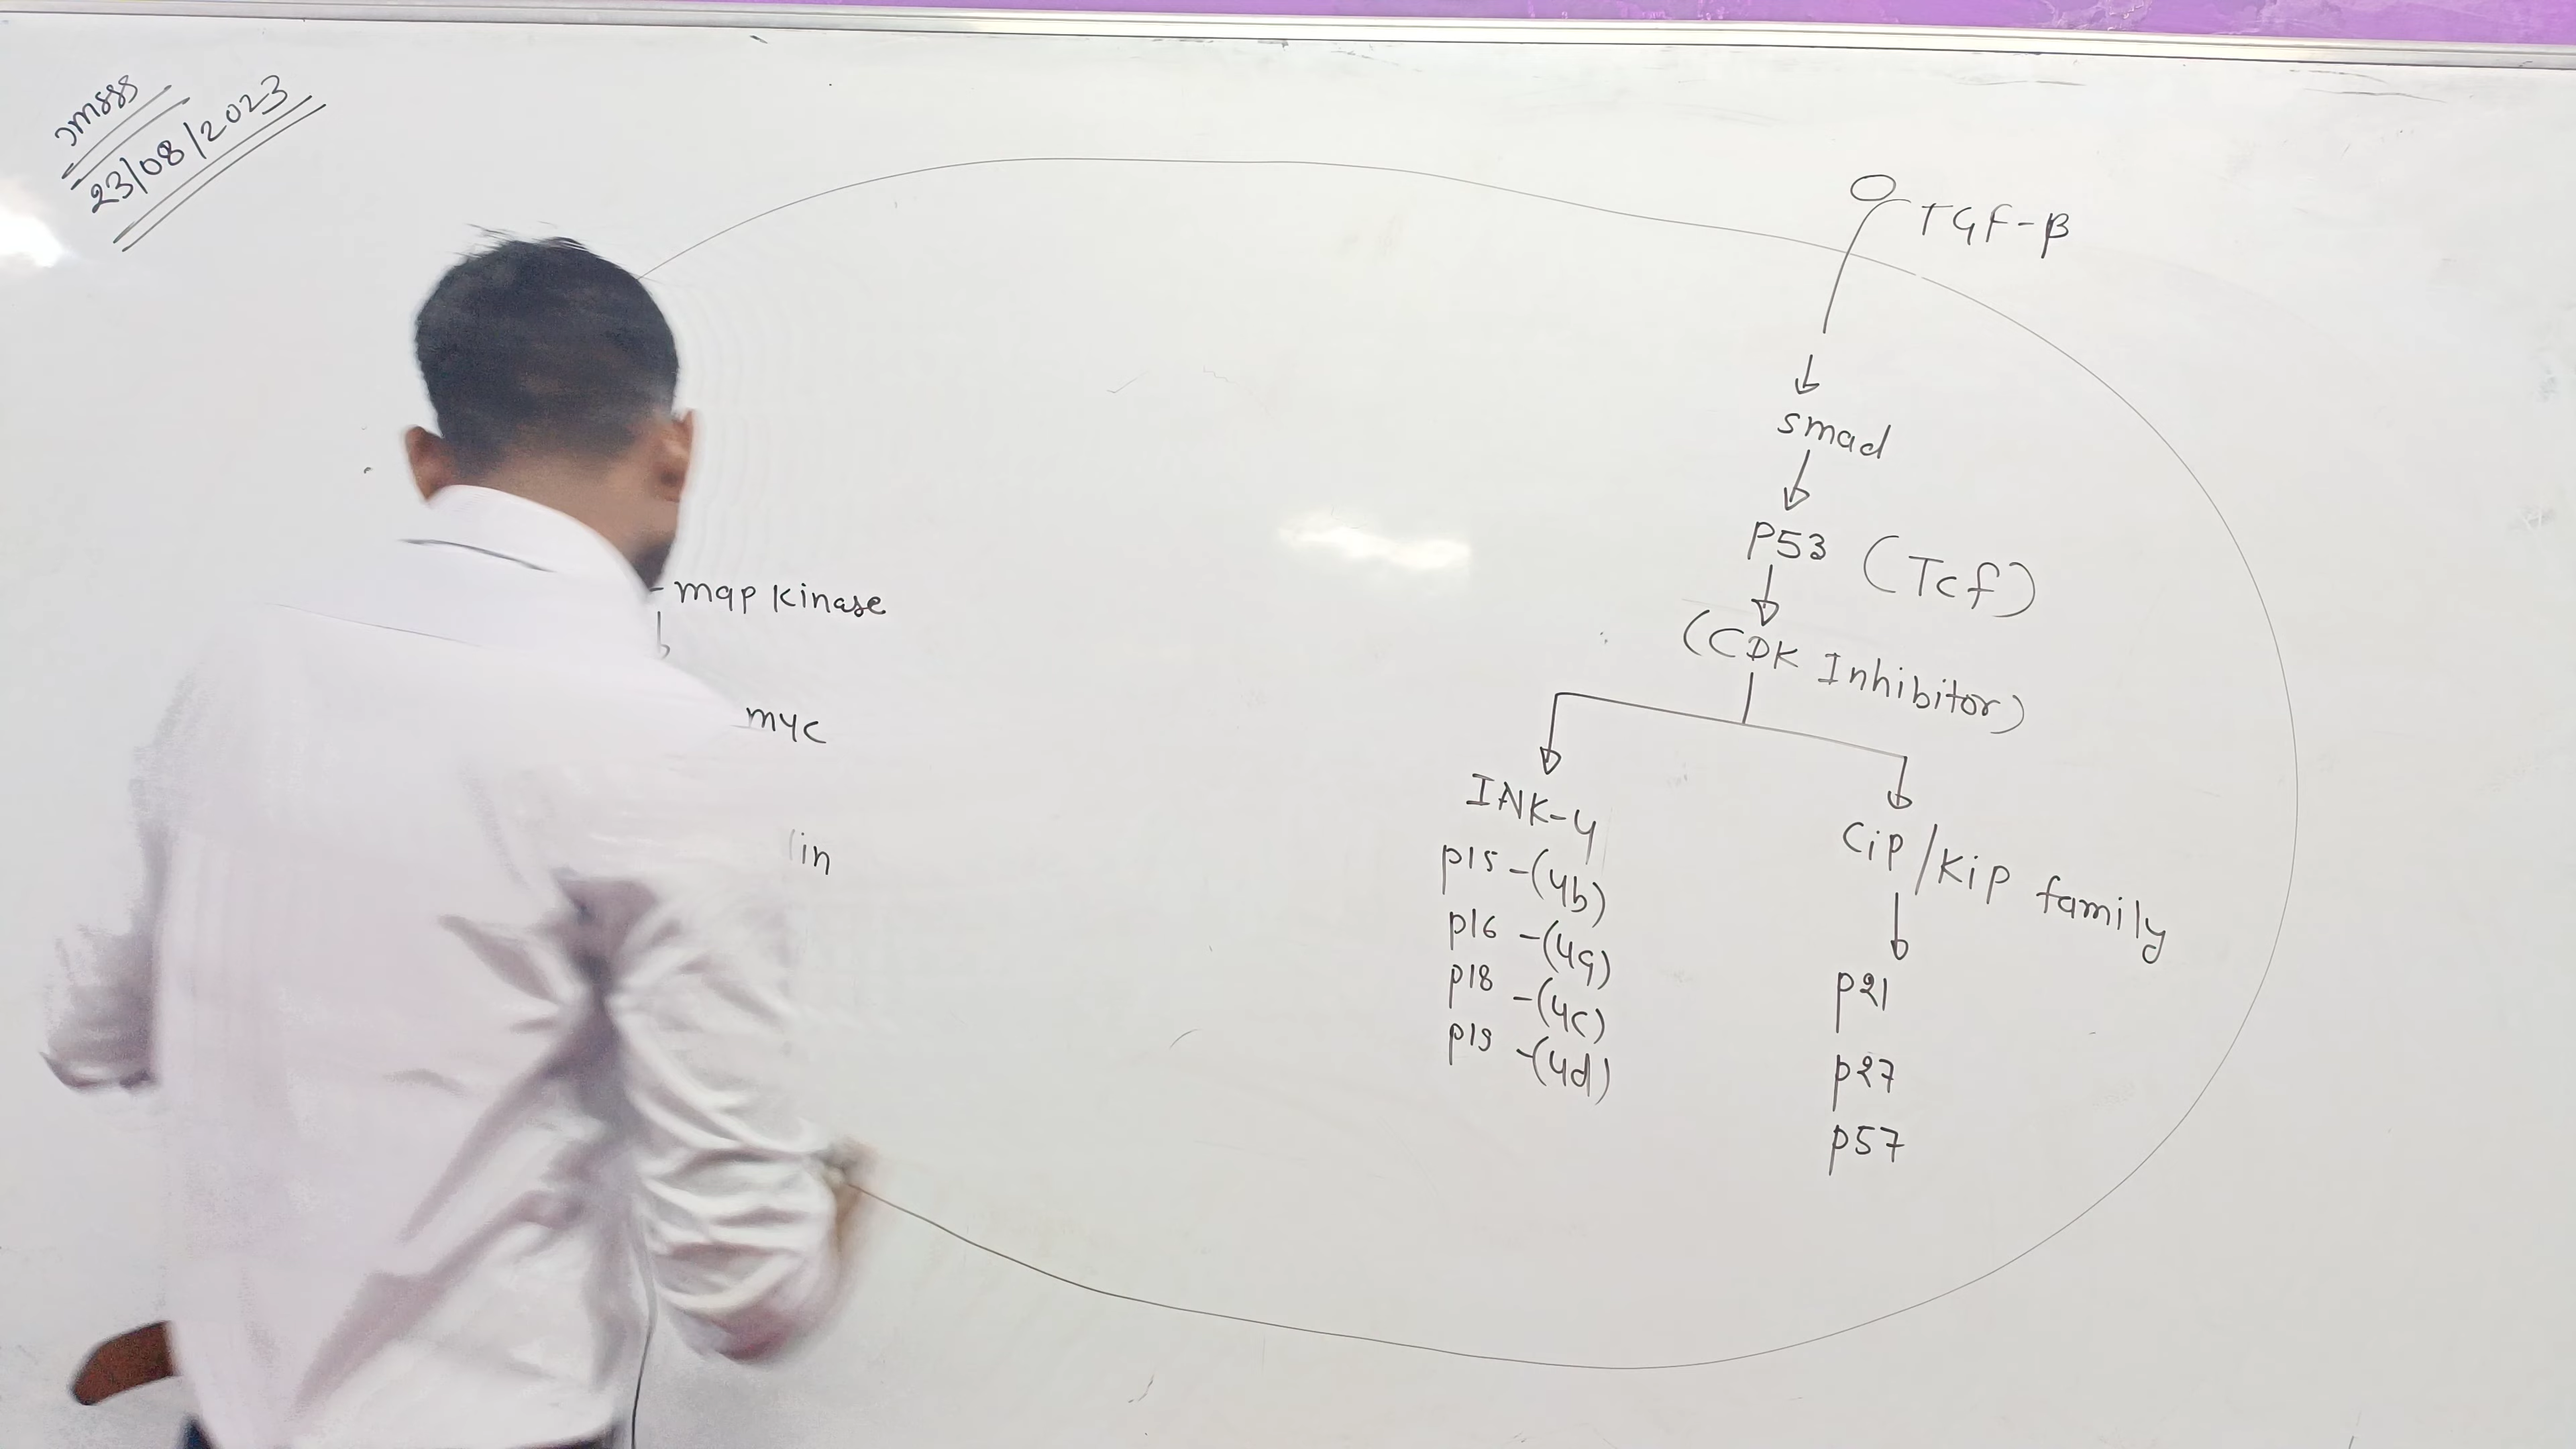 23/08/2023
TGF-β
smad
P53 (Tcf)
(CDK Inhibitor)
INK-4
p15-(4b)
p16-(4a)
p18-(4c)
p19-(4d)
Cip/Kip family
p21
p27
p57
map kinase
myc